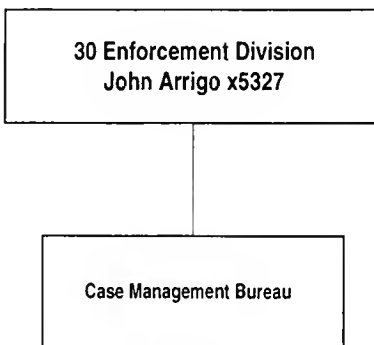 30 Enforcement Division
John Arrigo x5327
Case Management Bureau